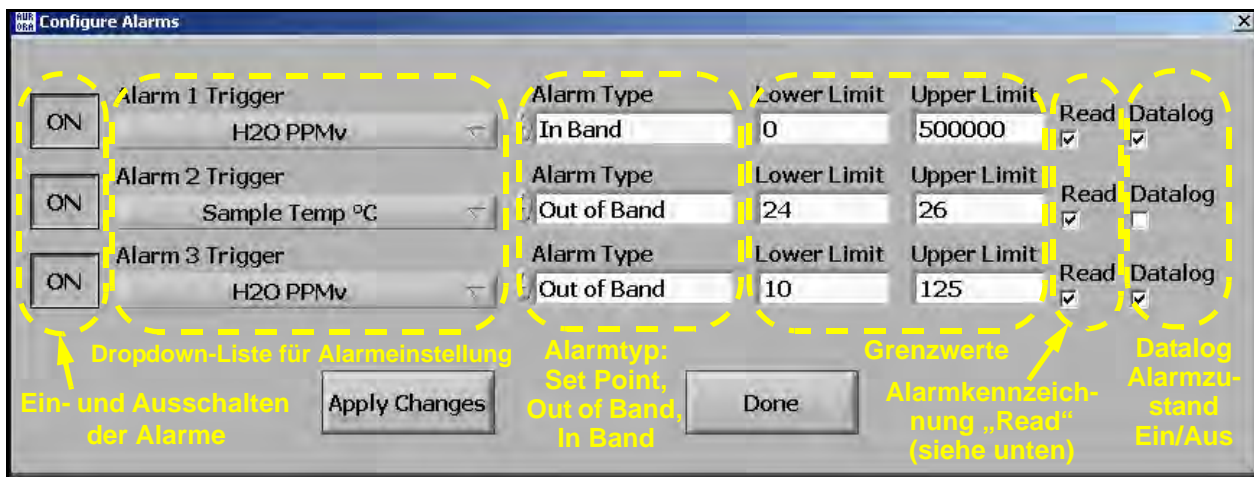 AUR
ORA Configure Alarms
ON
Alarm 1 Trigger
H2O PPMv
Alarm Type
In Band
Lower Limit
0
Upper Limit
500000
Read
Datalog
ON
Alarm 2 Trigger
Sample Temp ºC
Alarm Type
Out of Band
Lower Limit
24
Upper Limit
26
Read
Datalog
ON
Alarm 3 Trigger
H2O PPMv
Alarm Type
Out of Band
Lower Limit
10
Upper Limit
125
Read
Datalog
Ein- und Ausschalten
der Alarme
Dropdown-Liste für Alarmeinstellung
Apply Changes
Alarmtyp:
Set Point,
Out of Band,
In Band
Done
Grenzwerte
Alarmkennzeich-
nung „Read“
(siehe unten)
Datalog
Alarmzu-
stand
Ein/Aus